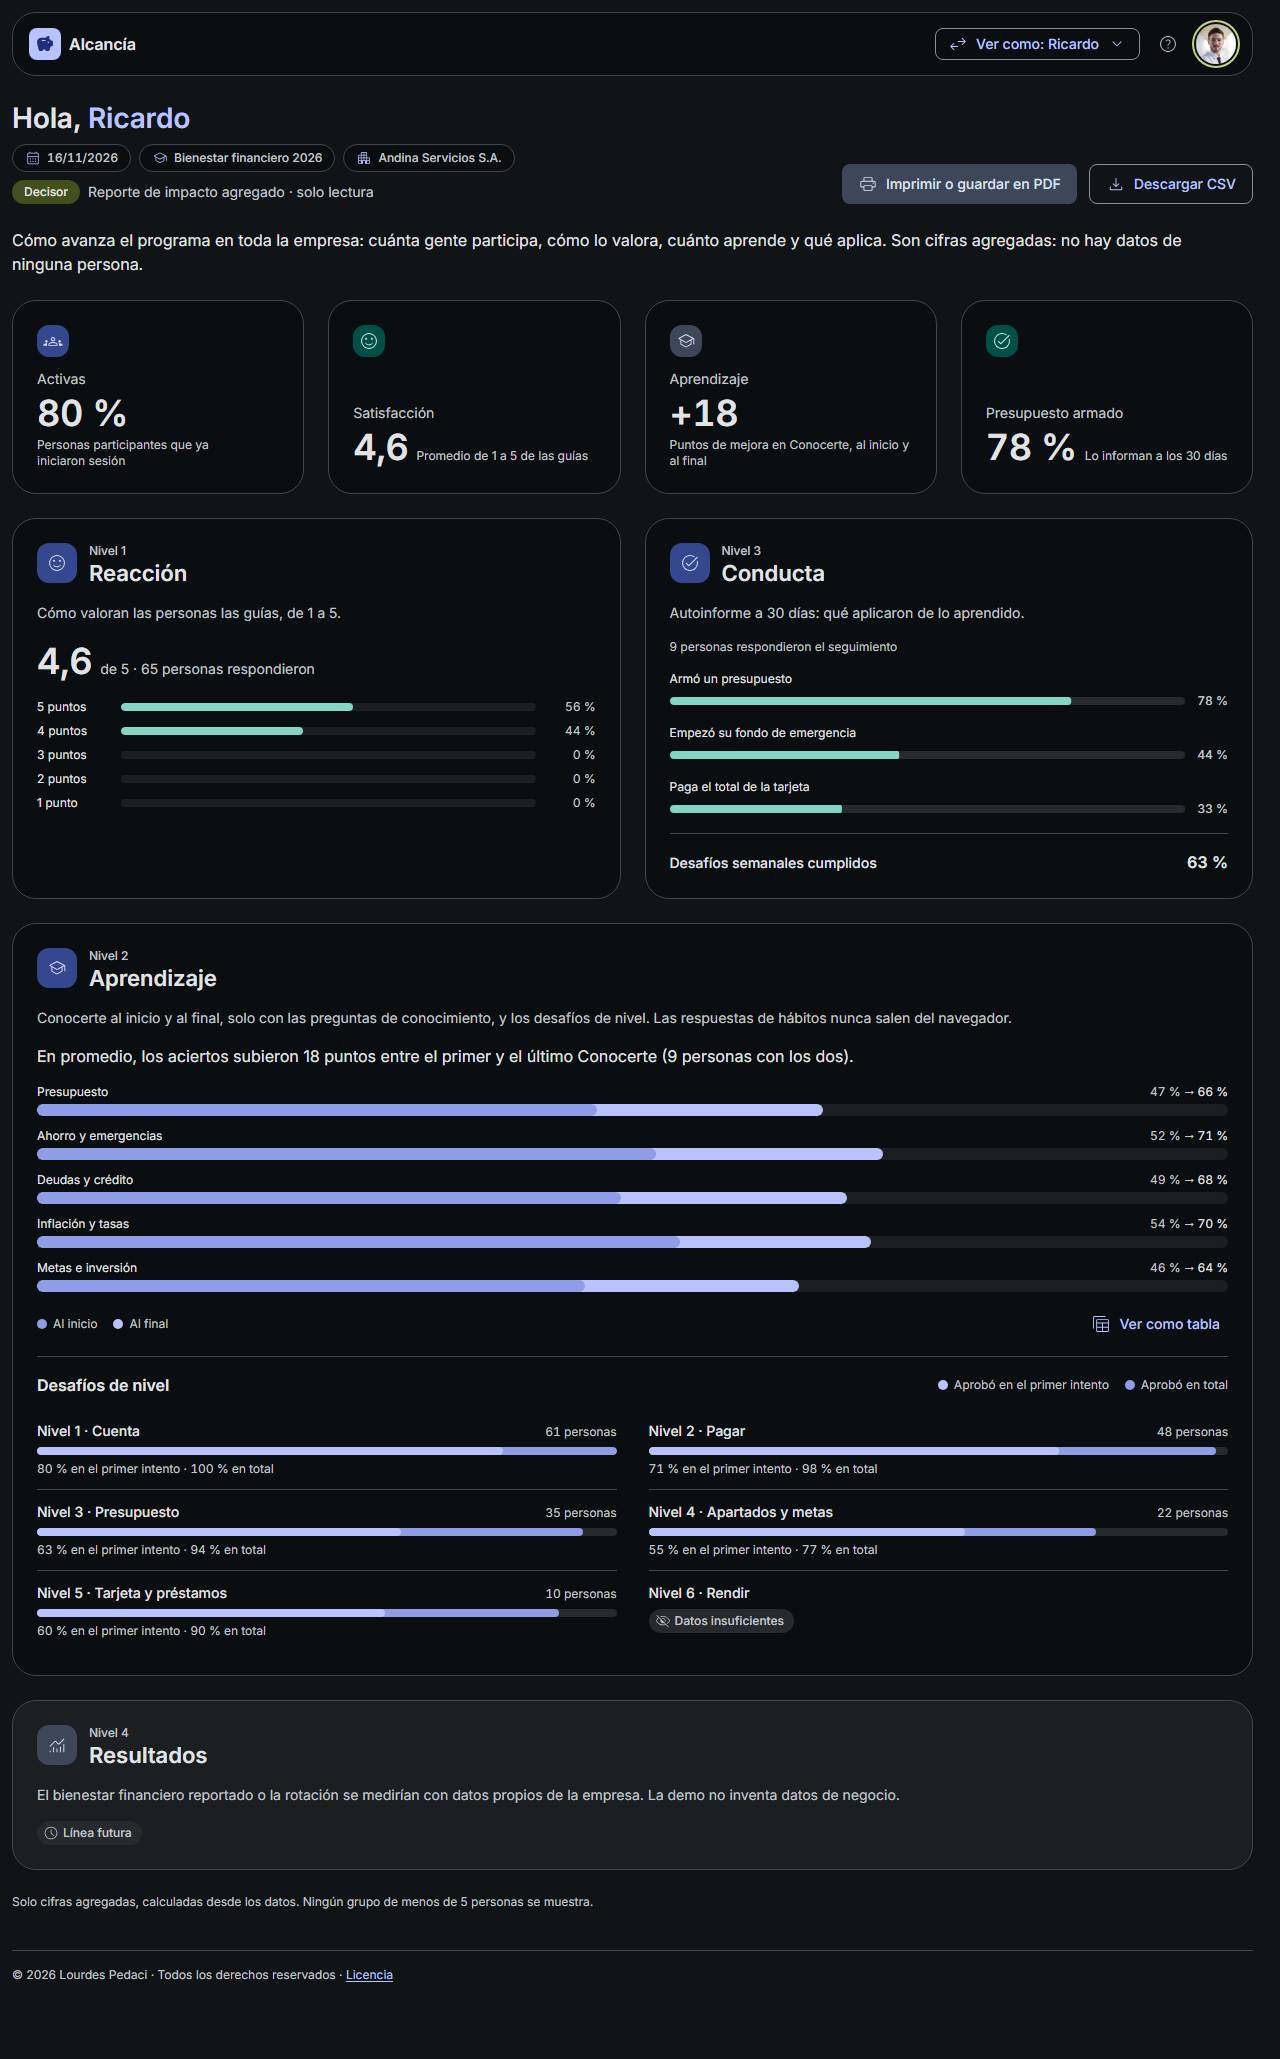 Alcancía
Ver como: Ricardo
Hola, Ricardo
16/11/2026
Bienestar financiero 2026
Andina Servicios S.A.
Decisor
Reporte de impacto agregado · solo lectura
Imprimir o guardar en PDF
Descargar CSV
Cómo avanza el programa en toda la empresa: cuánta gente participa, cómo lo valora, cuánto aprende y qué aplica. Son cifras agregadas: no hay datos de
ninguna persona.
Activas
80 %
Personas participantes que ya
iniciaron sesión
Satisfacción
4,6 Promedio de 1 a 5 de las guías
Aprendizaje
+18
Puntos de mejora en Conocerte, al inicio y
al final
Presupuesto armado
78 % Lo informan a los 30 días
Nivel 1
Reacción
Cómo valoran las personas las guías, de 1 a 5.
4,6 de 5 · 65 personas respondieron
5 puntos 56 %
4 puntos 44 %
3 puntos 0 %
2 puntos 0 %
1 punto 0 %
Nivel 3
Conducta
Autoinforme a 30 días: qué aplicaron de lo aprendido.
9 personas respondieron el seguimiento
Armó un presupuesto
78 %
Empezó su fondo de emergencia
44 %
Paga el total de la tarjeta
33 %
Desafíos semanales cumplidos 63 %
Nivel 2
Aprendizaje
Conocerte al inicio y al final, solo con las preguntas de conocimiento, y los desafíos de nivel. Las respuestas de hábitos nunca salen del navegador.
En promedio, los aciertos subieron 18 puntos entre el primer y el último Conocerte (9 personas con los dos).
Presupuesto 47 % → 66 %
Ahorro y emergencias 52 % → 71 %
Deudas y crédito 49 % → 68 %
Inflación y tasas 54 % → 70 %
Metas e inversión 46 % → 64 %
Al inicio Al final
Ver como tabla
Desafíos de nivel
Aprobó en el primer intento Aprobó en total
Nivel 1 · Cuenta 61 personas
80 % en el primer intento · 100 % en total
Nivel 2 · Pagar 48 personas
71 % en el primer intento · 98 % en total
Nivel 3 · Presupuesto 35 personas
63 % en el primer intento · 94 % en total
Nivel 4 · Apartados y metas 22 personas
55 % en el primer intento · 77 % en total
Nivel 5 · Tarjeta y préstamos 10 personas
60 % en el primer intento · 90 % en total
Nivel 6 · Rendir
Datos insuficientes
Nivel 4
Resultados
El bienestar financiero reportado o la rotación se medirían con datos propios de la empresa. La demo no inventa datos de negocio.
Línea futura
Solo cifras agregadas, calculadas desde los datos. Ningún grupo de menos de 5 personas se muestra.
© 2026 Lourdes Pedaci · Todos los derechos reservados · Licencia